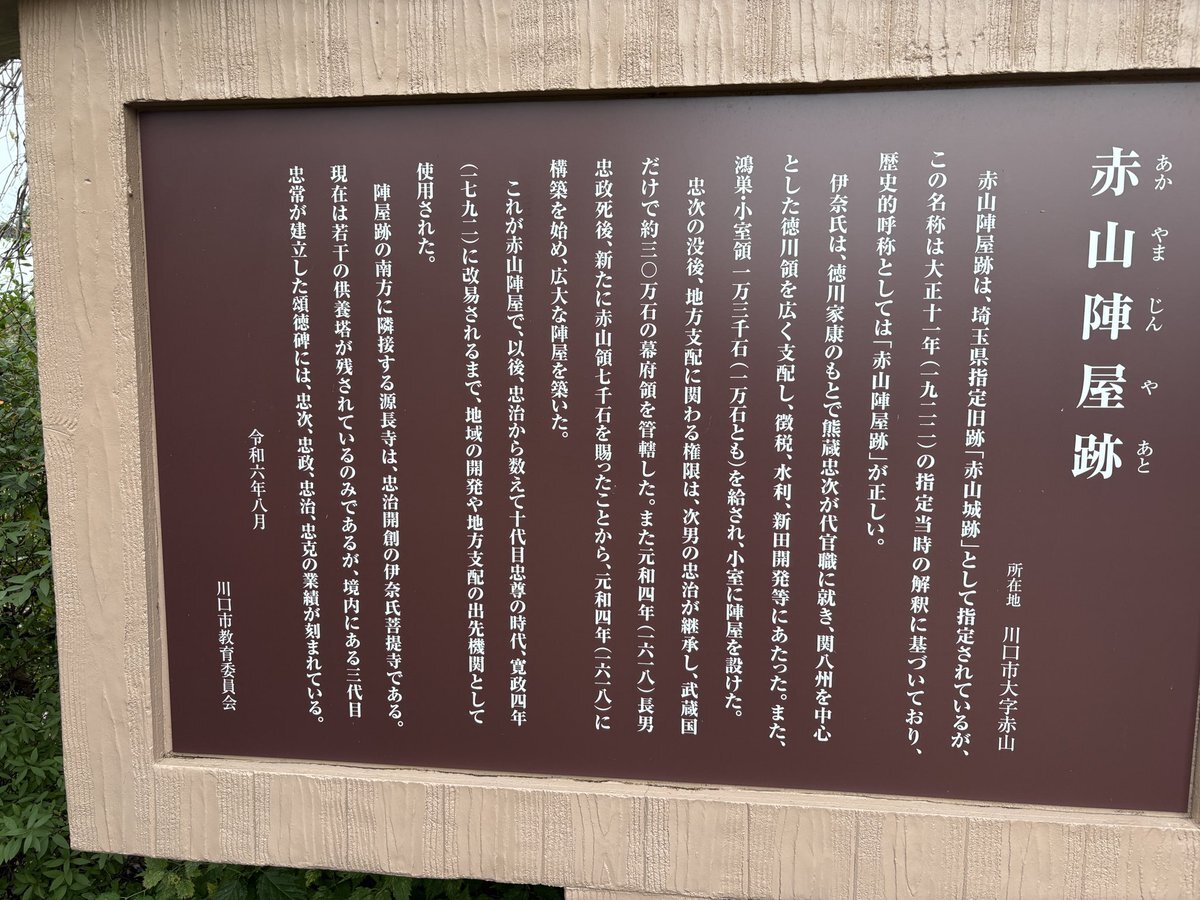 赤山陣屋跡
あか やま じん や あと
所在地 川口市大字赤山
赤山陣屋跡は、埼玉県指定旧跡「赤山城跡」として指定されているが、
この名称は大正十一年(一九二二)の指定当時の解釈に基づいており、
歴史的呼称としては「赤山陣屋跡」が正しい。
伊奈氏は、徳川家康のもとで熊蔵忠次が代官職に就き、関八州を中心
とした徳川領を広く支配し、徴税、水利、新田開発等にあたった。また、
鴻巣・小室領一万三千石(一万石とも)を給され、小室に陣屋を設けた。
忠次の没後、地方支配に関わる権限は、次男の忠治が継承し、武蔵国
だけで約三〇万石の幕府領を管轄した。また元和四年(一六一八)長男
忠政死後、新たに赤山領七千石を賜ったことから、元和四年(一六一八)に
構築を始め、広大な陣屋を築いた。
これが赤山陣屋で、以後、忠治から数えて十代目忠尊の時代、寛政四年
(一七九二)に改易されるまで、地域の開発や地方支配の出先機関として
使用された。
陣屋跡の南方に隣接する源長寺は、忠治開創の伊奈氏菩提寺である。
現在は若干の供養塔が残されているのみであるが、境内にある三代目
忠常が建立した頌徳碑には、忠次、忠政、忠治、忠克の業績が刻まれている。
令和六年八月
川口市教育委員会